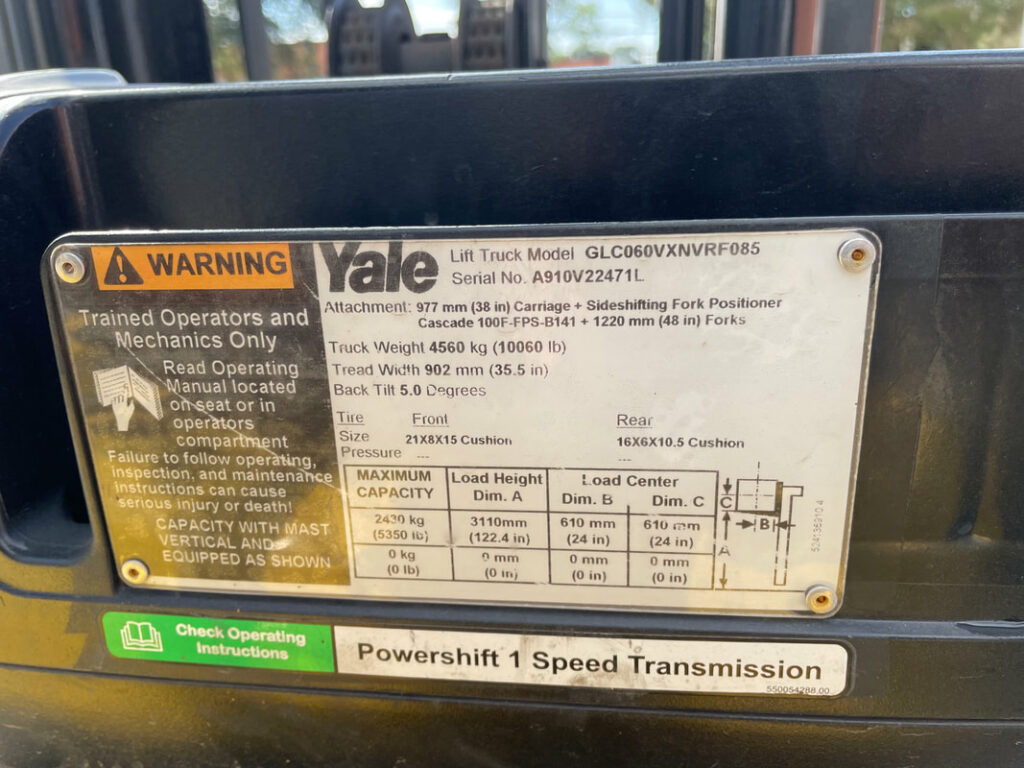 WARNING
Trained Operators and
Mechanics Only
Read Operating
Manual located
on seat or in
operators
compartment
Failure to follow operating,
inspection, and maintenance
instructions can cause
serious injury or death!
CAPACITY WITH MAST
VERTICAL AND
EQUIPPED AS SHOWN
Yale
Lift Truck Model GLC060VXNVRF085
Serial No. A910V22471L
Attachment: 977 mm (38 in) Carriage + Sideshifting Fork Positioner
Cascade 100F-FPS-B141 + 1220 mm (48 in) Forks
Truck Weight 4560 kg (10060 lb)
Tread Width 902 mm (35.5 in)
Back Tilt 5.0 Degrees
Tire Front Rear
Size 21X8X15 Cushion 16X6X10.5 Cushion
Pressure --- ---
MAXIMUM CAPACITY Load Height Dim. A Load Center Dim. B Dim. C
2430 kg 3110mm 610 mm 610 mm
(5350 lb) (122.4 in) (24 in) (24 in)
0 kg 0 mm 0 mm 0 mm
(0 lb) (0 in) (0 in) (0 in)
C
B
A
Check Operating
Instructions
Powershift 1 Speed Transmission
550054288 00